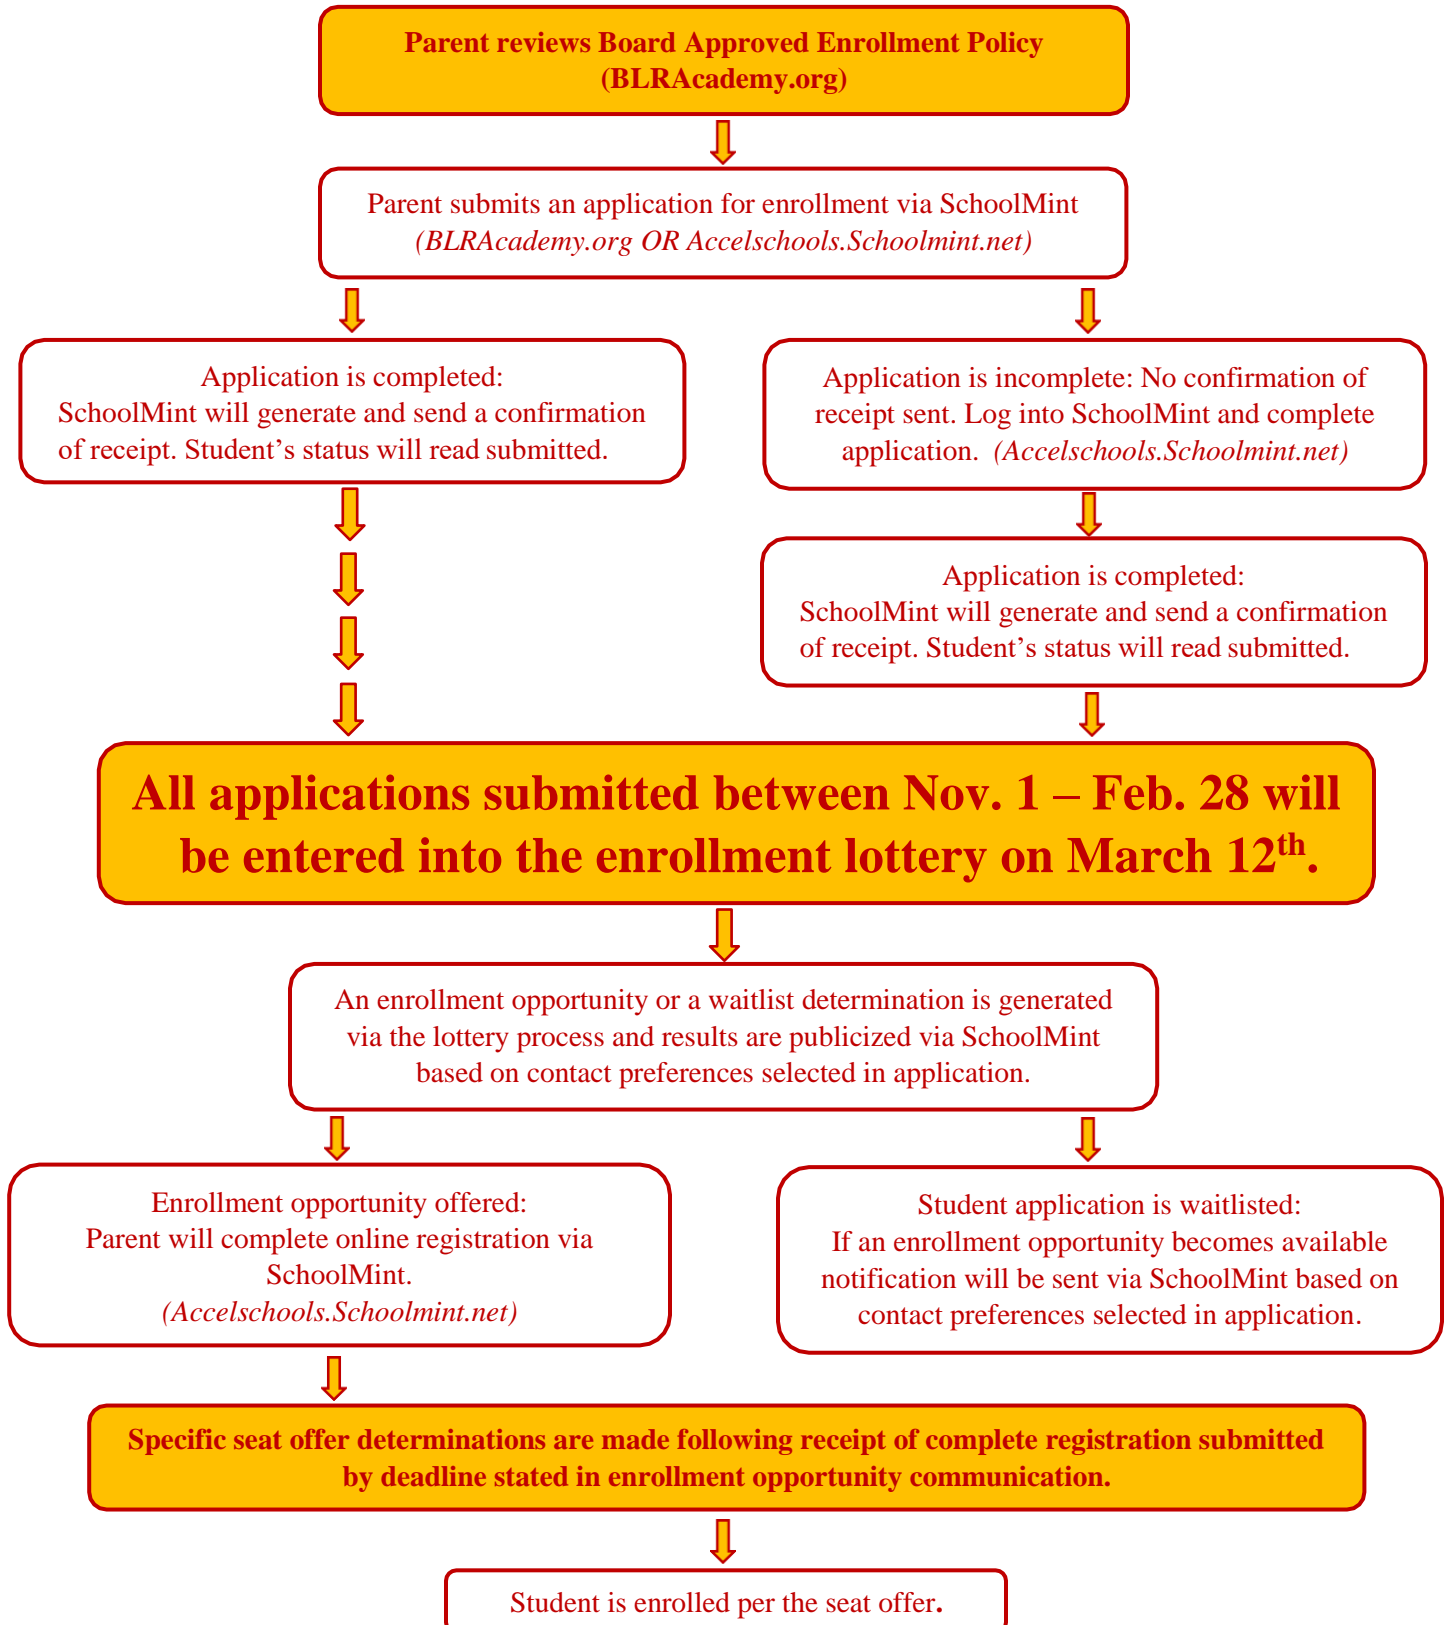 Parent reviews Board Approved Enrollment Policy
(BLRAcademy.org)
Parent submits an application for enrollment via SchoolMint
(BLRAcademy.org OR Accelschools.Schoolmint.net)
Application is completed:
SchoolMint will generate and send a confirmation
of receipt. Student’s status will read submitted.
Application is incomplete: No confirmation of
receipt sent. Log into SchoolMint and complete
application. (Accelschools.Schoolmint.net)
Application is completed:
SchoolMint will generate and send a confirmation
of receipt. Student’s status will read submitted.
All applications submitted between Nov. 1 – Feb. 28 will
be entered into the enrollment lottery on March 12th.
An enrollment opportunity or a waitlist determination is generated
via the lottery process and results are publicized via SchoolMint
based on contact preferences selected in application.
Enrollment opportunity offered:
Parent will complete online registration via
SchoolMint.
(Accelschools.Schoolmint.net)
Student application is waitlisted:
If an enrollment opportunity becomes available
notification will be sent via SchoolMint based on
contact preferences selected in application.
Specific seat offer determinations are made following receipt of complete registration submitted
by deadline stated in enrollment opportunity communication.
Student is enrolled per the seat offer.